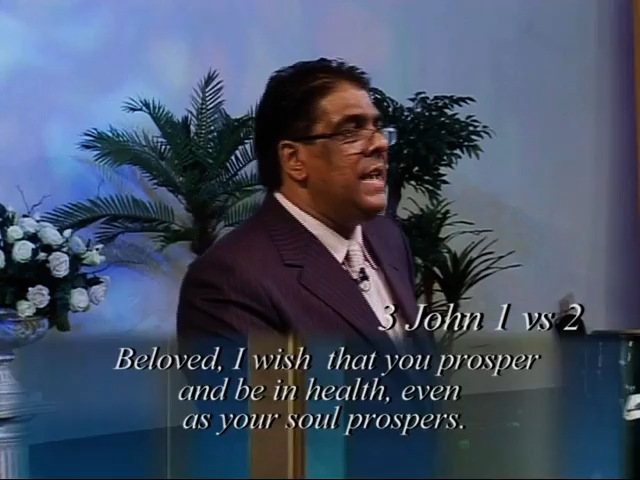 3 John 1 vs 2
Beloved, I wish that you prosper
and be in health, even
as your soul prospers.